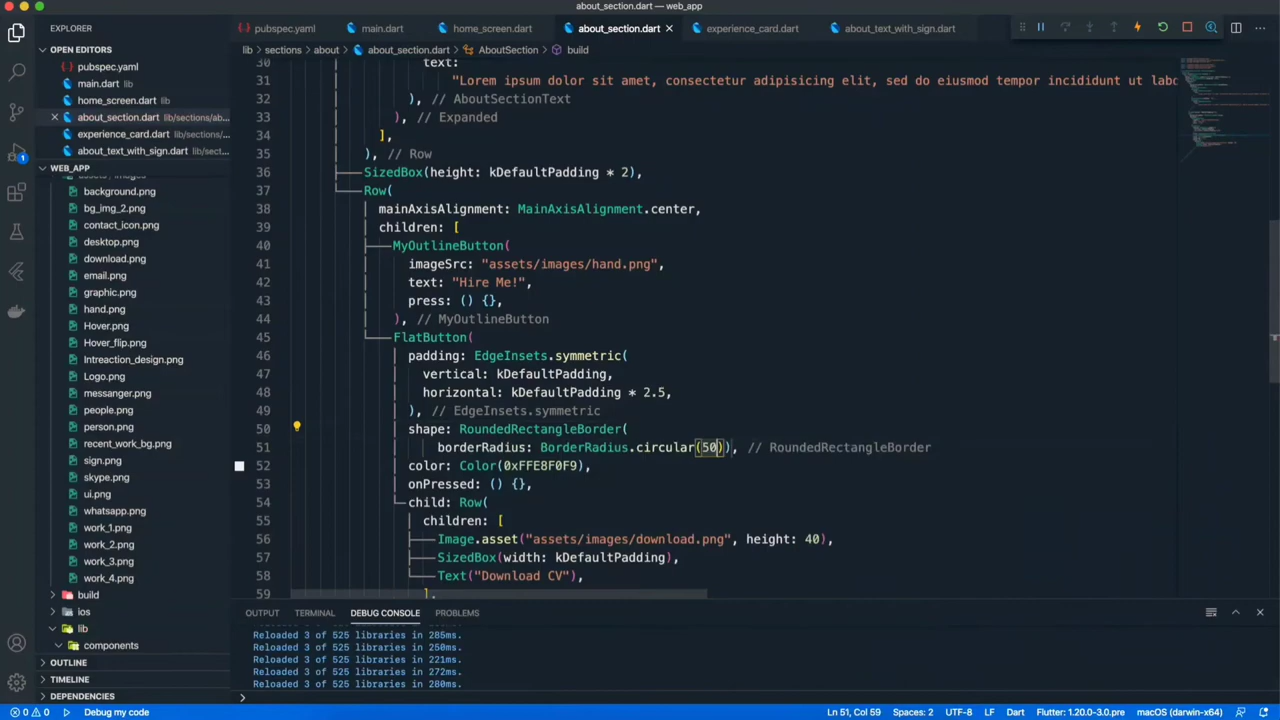 about_section.dart — web_app
EXPLORER
OPEN EDITORS
pubspec.yaml
main.dart lib
home_screen.dart lib
about_section.dart lib/sections/ab...
experience_card.dart lib/sections/...
about_text_with_sign.dart lib/sect...
WEB_APP
background.png
bg_img_2.png
contact_icon.png
desktop.png
download.png
email.png
graphic.png
hand.png
Hover.png
Hover_flip.png
Intreaction_design.png
Logo.png
messanger.png
people.png
person.png
recent_work_bg.png
sign.png
skype.png
ui.png
whatsapp.png
work_1.png
work_2.png
work_3.png
work_4.png
build
ios
lib
components
OUTLINE
TIMELINE
DEPENDENCIES
pubspec.yaml main.dart home_screen.dart about_section.dart experience_card.dart about_text_with_sign.dart
lib > sections > about > about_section.dart > AboutSection > build
30 text:
31 "Lorem ipsum dolor sit amet, consectetur adipisicing elit, sed do eiusmod tempor incididunt ut labo
32 ), // AboutSectionText
33 ), // Expanded
34 ],
35 ), // Row
36 SizedBox(height: kDefaultPadding * 2),
37 Row(
38 mainAxisAlignment: MainAxisAlignment.center,
39 children: [
40 MyOutlineButton(
41 imageSrc: "assets/images/hand.png",
42 text: "Hire Me!",
43 press: () {},
44 ), // MyOutlineButton
45 FlatButton(
46 padding: EdgeInsets.symmetric(
47 vertical: kDefaultPadding,
48 horizontal: kDefaultPadding * 2.5,
49 ), // EdgeInsets.symmetric
50 shape: RoundedRectangleBorder(
51 borderRadius: BorderRadius.circular(50)), // RoundedRectangleBorder
52 color: Color(0xFFE8F0F9),
53 onPressed: () {},
54 child: Row(
55 children: [
56 Image.asset("assets/images/download.png", height: 40),
57 SizedBox(width: kDefaultPadding),
58 Text("Download CV"),
59 ],
OUTPUT TERMINAL DEBUG CONSOLE PROBLEMS
Reloaded 3 of 525 libraries in 285ms.
Reloaded 3 of 525 libraries in 250ms.
Reloaded 3 of 525 libraries in 221ms.
Reloaded 3 of 525 libraries in 272ms.
Reloaded 3 of 525 libraries in 280ms.
0 0 Debug my code Ln 51, Col 59 Spaces: 2 UTF-8 LF Dart Flutter: 1.20.0-3.0.pre macOS (darwin-x64)